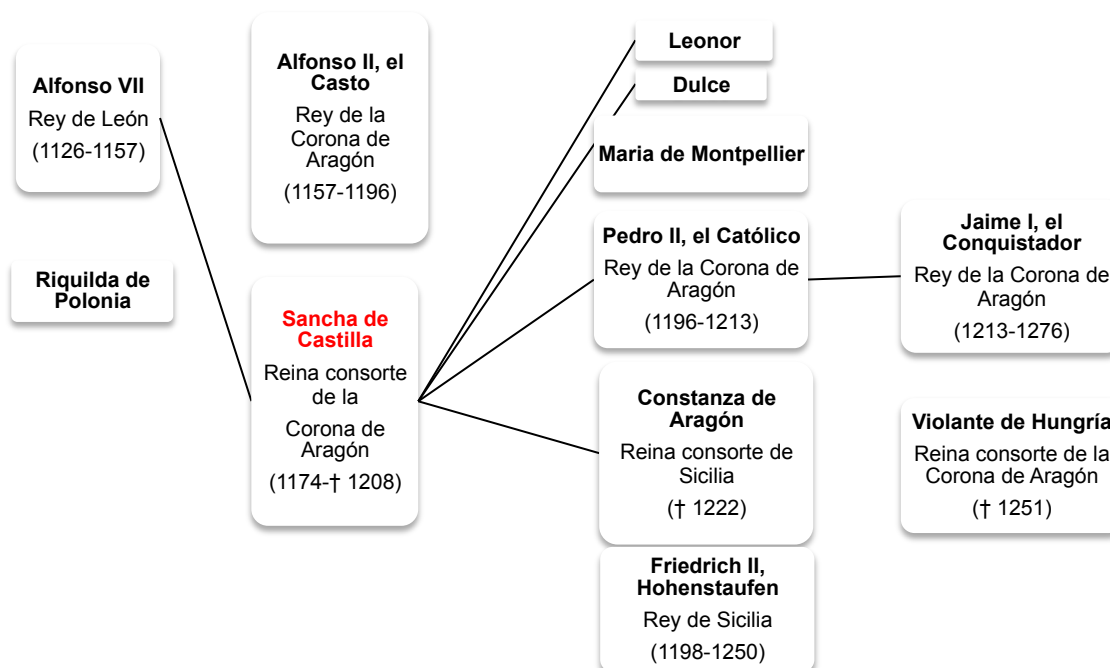 Alfonso VII
Rey de León
(1126-1157)
Riquilda de
Polonia
Alfonso II, el
Casto
Rey de la
Corona de
Aragón
(1157-1196)
Sancha de
Castilla
Reina consorte
de la
Corona de
Aragón
(1174-† 1208)
Leonor
Dulce
Maria de Montpellier
Pedro II, el Católico
Rey de la Corona de
Aragón
(1196-1213)
Constanza de
Aragón
Reina consorte de
Sicilia
(† 1222)
Friedrich II,
Hohenstaufen
Rey de Sicilia
(1198-1250)
Jaime I, el
Conquistador
Rey de la Corona de
Aragón
(1213-1276)
Violante de Hungría
Reina consorte de la
Corona de Aragón
(† 1251)